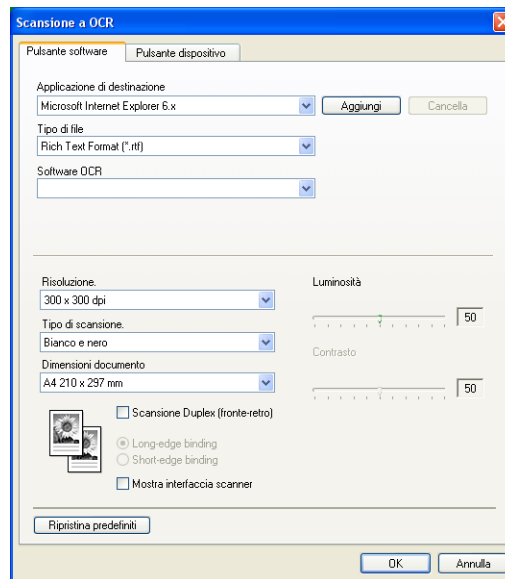 Scansione a OCR
Pulsante software Pulsante dispositivo
Applicazione di destinazione
Microsoft Internet Explorer 6.x Aggiungi Cancella
Tipo di file
Rich Text Format (*.rtf)
Software OCR
Risoluzione. Luminosità
300 x 300 dpi 50
Tipo di scansione.
Bianco e nero Contrasto
Dimensioni documento
A4 210 x 297 mm 50
Scansione Duplex (fronte-retro)
Long-edge binding
Short-edge binding
Mostra interfaccia scanner
Ripristina predefiniti
OK Annulla